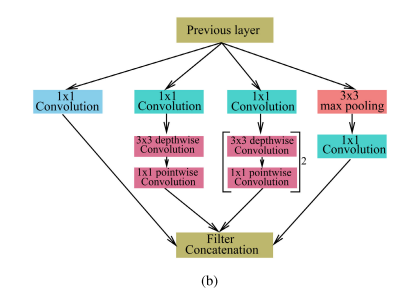 Previous layer
1x1
Convolution
1x1
Convolution
1x1
Convolution
3x3
max pooling
3x3 depthwise
Convolution
1x1 pointwise
Convolution
3x3 depthwise
Convolution
1x1 pointwise
Convolution
2
1x1
Convolution
Filter
Concatenation
(b)